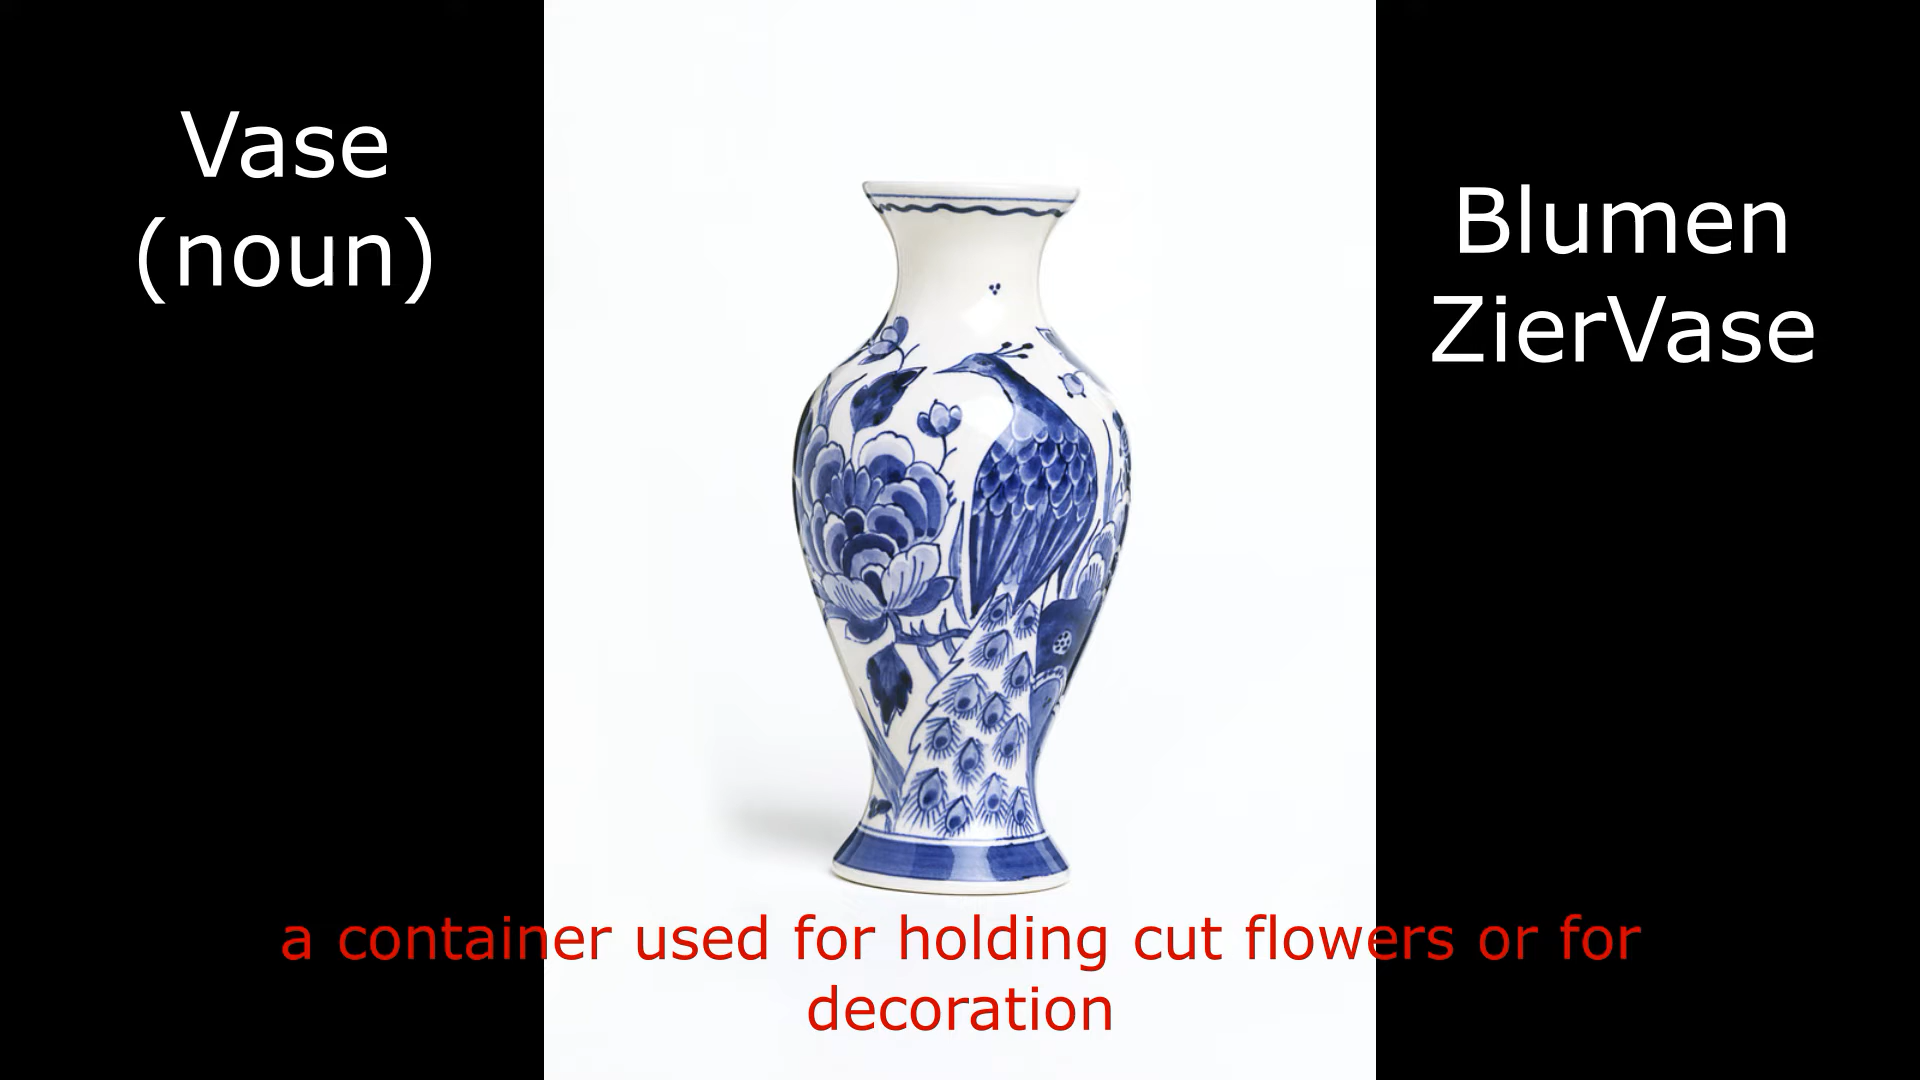 Vase
(noun)
Blumen
ZierVase
a container used for holding cut flowers or for
decoration